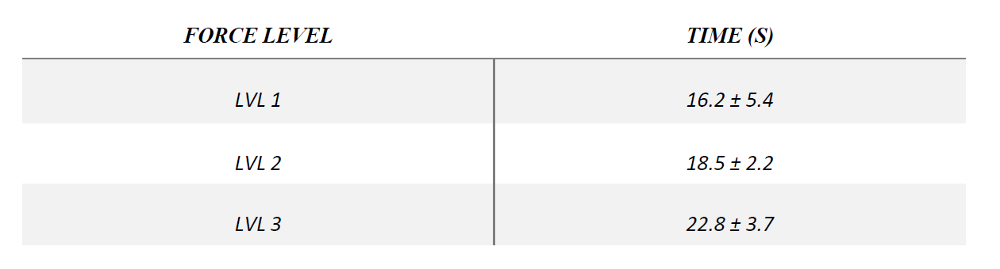 FORCE LEVEL TIME (S)
LVL 1 16.2 ± 5.4
LVL 2 18.5 ± 2.2
LVL 3 22.8 ± 3.7